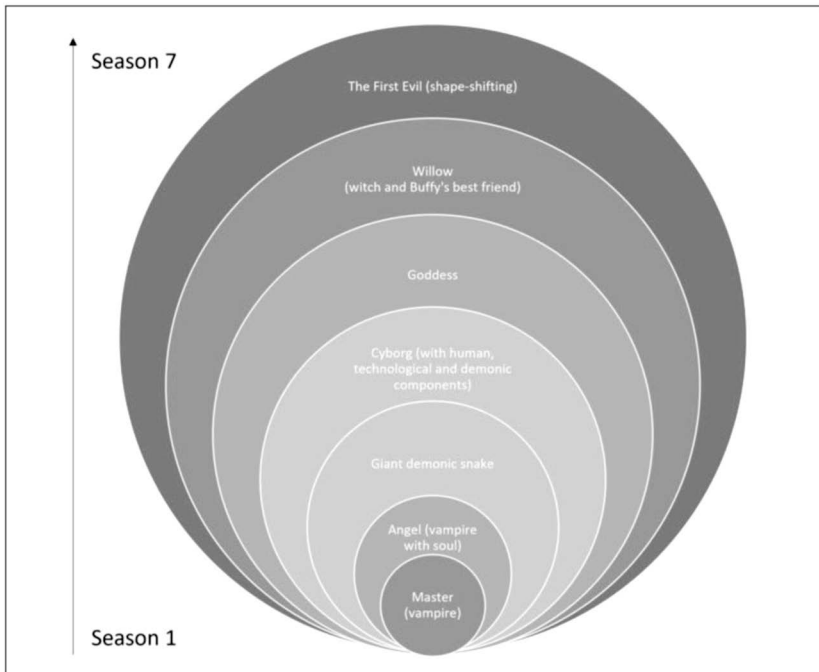 Season 7
The First Evil (shape-shifting)
Willow
(witch and Buffy's best friend)
Goddess
Cyborg (with human,
technological and demonic
components)
Giant demonic snake
Angel (vampire
with soul)
Master
(vampire)
Season 1